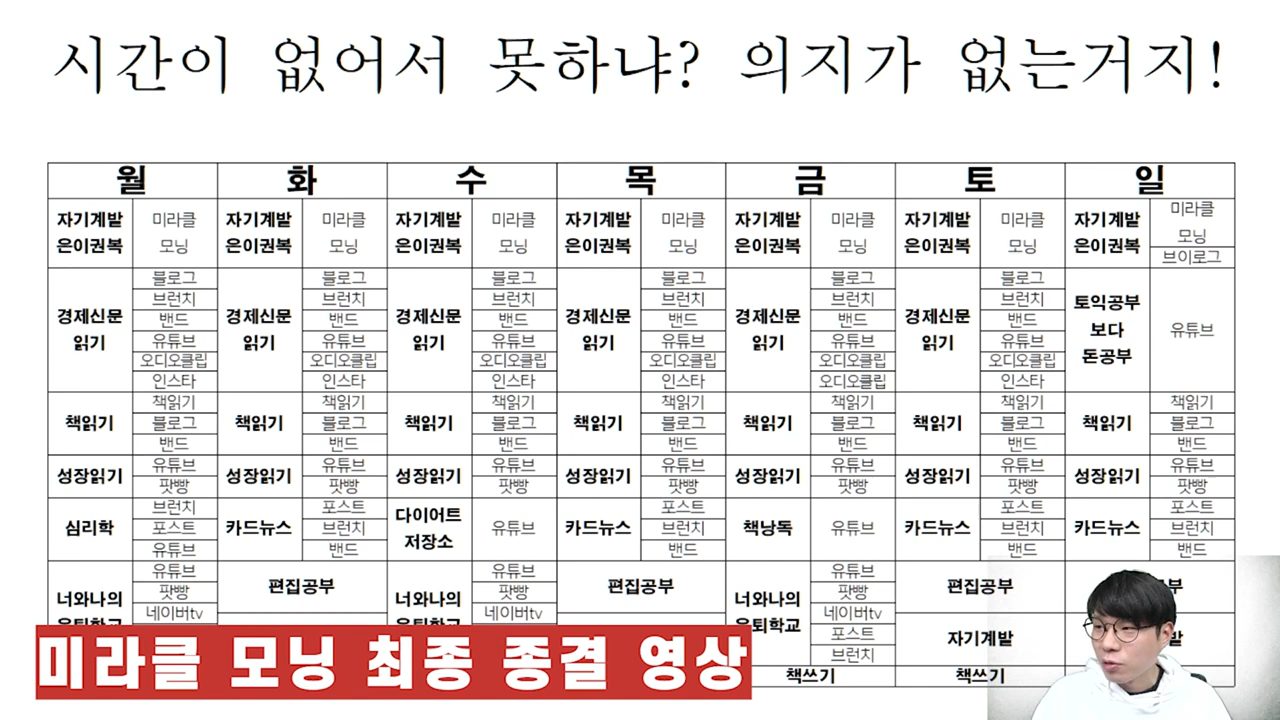 시간이 없어서 못하냐? 의지가 없는거지!
월 화 수 목 금 토 일
자기계발 은이권복 미라클 모닝 자기계발 은이권복 미라클 모닝 자기계발 은이권복 미라클 모닝 자기계발 은이권복 미라클 모닝 자기계발 은이권복 미라클 모닝 자기계발 은이권복 미라클 모닝 자기계발 은이권복 미라클 모닝 브이로그
경제신문 읽기 블로그 브런치 밴드 유튜브 오디오클립 인스타 경제신문 읽기 블로그 브런치 밴드 유튜브 오디오클립 인스타 경제신문 읽기 블로그 브런치 밴드 유튜브 오디오클립 인스타 경제신문 읽기 블로그 브런치 밴드 유튜브 오디오클립 인스타 경제신문 읽기 블로그 브런치 밴드 유튜브 오디오클립 오디오클립 경제신문 읽기 블로그 브런치 밴드 유튜브 오디오클립 인스타 토익공부 보다 돈공부 유튜브
책읽기 책읽기 블로그 밴드 책읽기 책읽기 블로그 밴드 책읽기 책읽기 블로그 밴드 책읽기 책읽기 블로그 밴드 책읽기 책읽기 블로그 밴드 책읽기 책읽기 블로그 밴드 책읽기 책읽기 블로그 밴드
성장읽기 유튜브 팟빵 성장읽기 유튜브 팟빵 성장읽기 유튜브 팟빵 성장읽기 유튜브 팟빵 성장읽기 유튜브 팟빵 성장읽기 유튜브 팟빵 성장읽기 유튜브 팟빵
심리학 브런치 포스트 유튜브 카드뉴스 포스트 브런치 밴드 다이어트 저장소 유튜브 카드뉴스 포스트 브런치 밴드 책낭독 유튜브 카드뉴스 포스트 브런치 밴드 카드뉴스 포스트 브런치 밴드
너와나의 유튜브 팟빵 네이버tv 편집공부 너와나의 유튜브 팟빵 네이버tv 편집공부 너와나의 유튜브 팟빵 네이버tv 포스트 브런치 편집공부
자기계발
책쓰기 책쓰기
미라클 모닝 최종 종결 영상